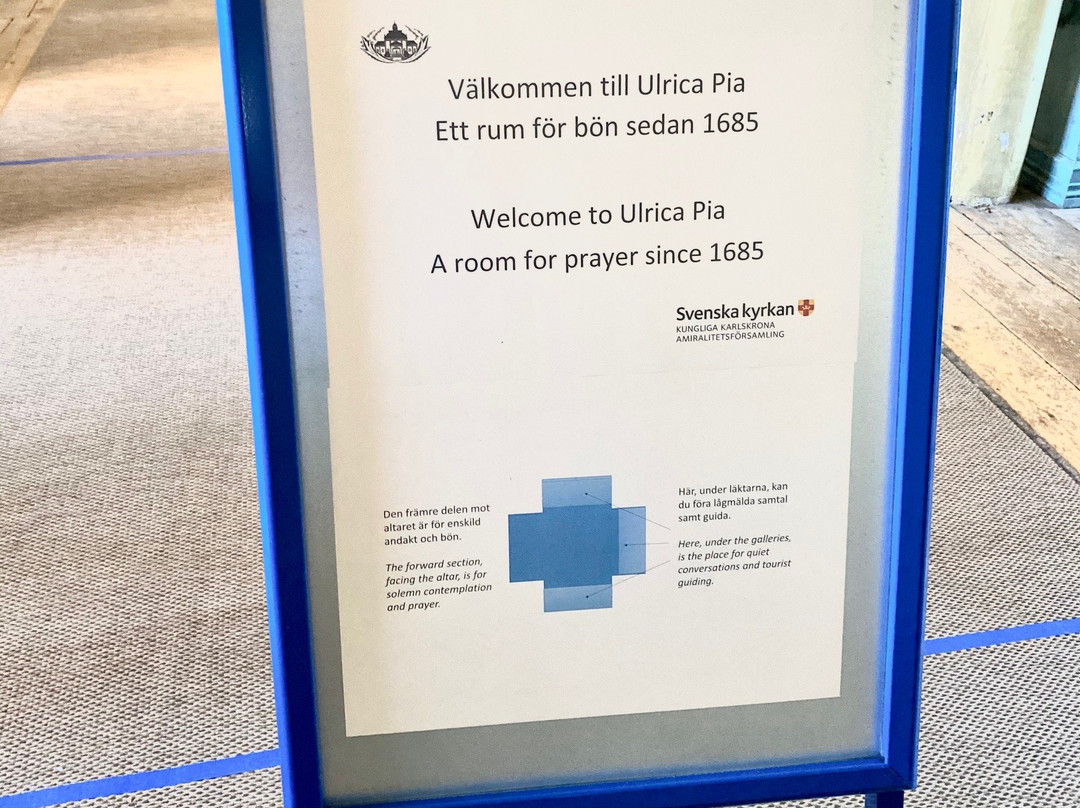 Välkommen till Ulrica Pia
Ett rum för bön sedan 1685
Welcome to Ulrica Pia
A room for prayer since 1685
Svenska kyrkan
KUNGLIGA KARLSKRONA
AMIRALITETSFÖRSAMLING
Den främre delen mot
altaret är för enskild
andakt och bön.
The forward section,
facing the altar, is for
solemn contemplation
and prayer.
Här, under läktarna, kan
du föra lågmälda samtal
samt guida.
Here, under the galleries,
is the place for quiet
conversations and tourist
guiding.